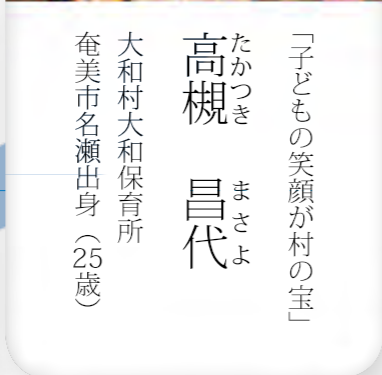 「子どもの笑顔が村の宝」
たかつき まさよ
高槻 昌代
大和村大和保育所
奄美市名瀬出身（25歳）